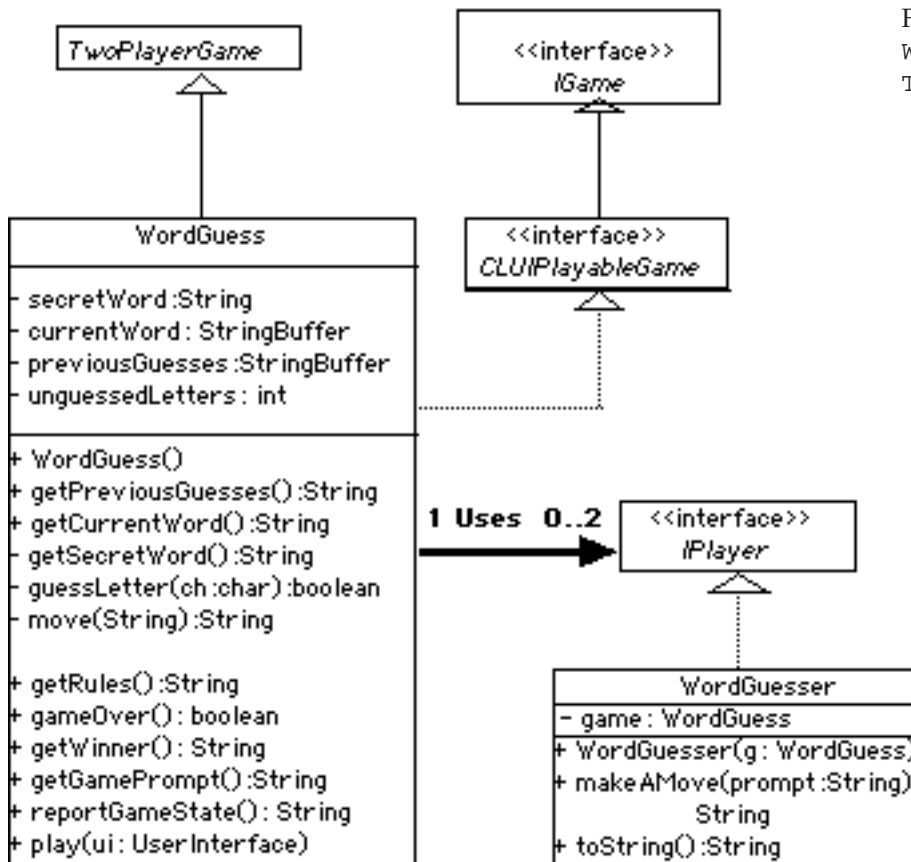 TwoPlayerGame
<<interface>>
IGame
F
W
T
WordGuess
- secretWord:String
- currentWord: StringBuffer
- previousGuesses:StringBuffer
- unguessedLetters: int
+ WordGuess()
+ getPreviousGuesses():String
+ getCurrentWord():String
- getSecretWord():String
- guessLetter(ch:char):boolean
- move(String):String
+ getRules():String
+ gameOver(): boolean
+ getWinner(): String
+ getGamePrompt():String
+ reportGameState(): String
+ play(ui: UserInterface)
<<interface>>
CLUIPlayableGame
1 Uses 0..2
<<interface>>
IPlayer
WordGuesser
- game: WordGuess
+ WordGuesser(g: WordGuess)
+ makeAMove(prompt:String)
String
+ toString():String